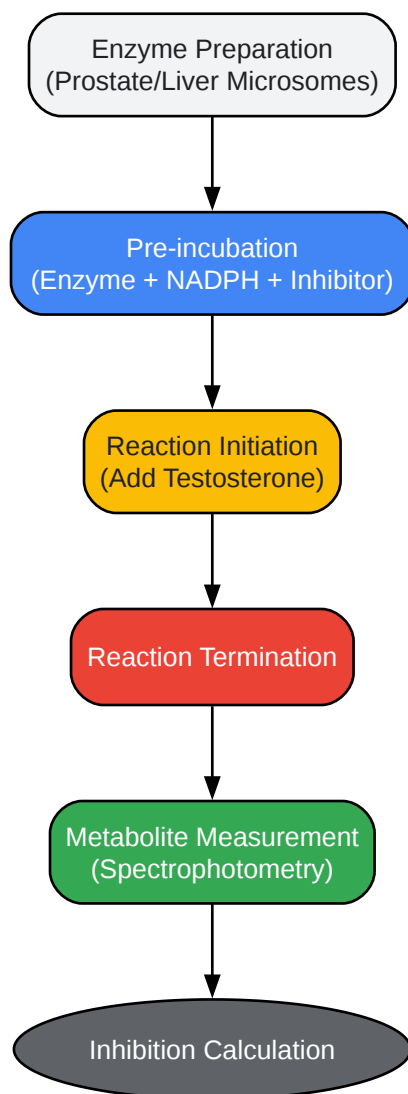 Enzyme Preparation
(Prostate/Liver Microsomes)
Pre-incubation
(Enzyme + NADPH + Inhibitor)
Reaction Initiation
(Add Testosterone)
Reaction Termination
Metabolite Measurement
(Spectrophotometry)
Inhibition Calculation